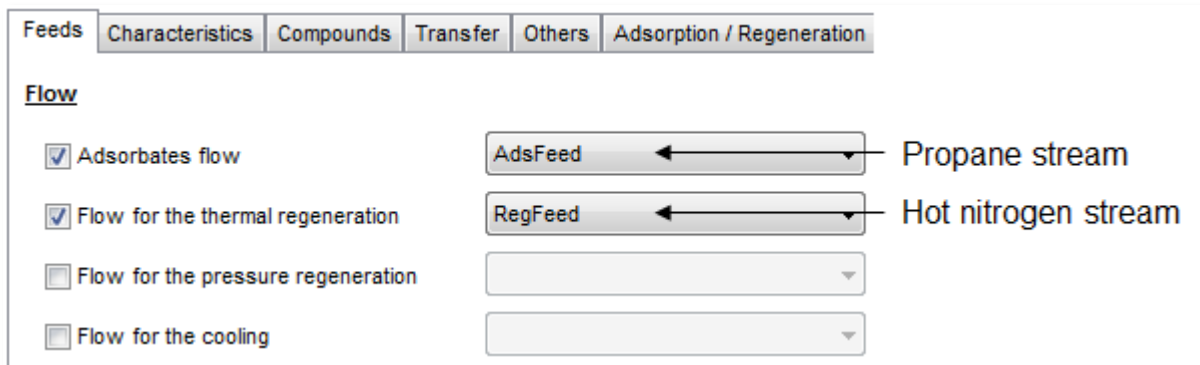 Feeds Characteristics Compounds Transfer Others Adsorption / Regeneration
Flow
Adsorbates flow AdsFeed Propane stream
Flow for the thermal regeneration RegFeed Hot nitrogen stream
Flow for the pressure regeneration
Flow for the cooling